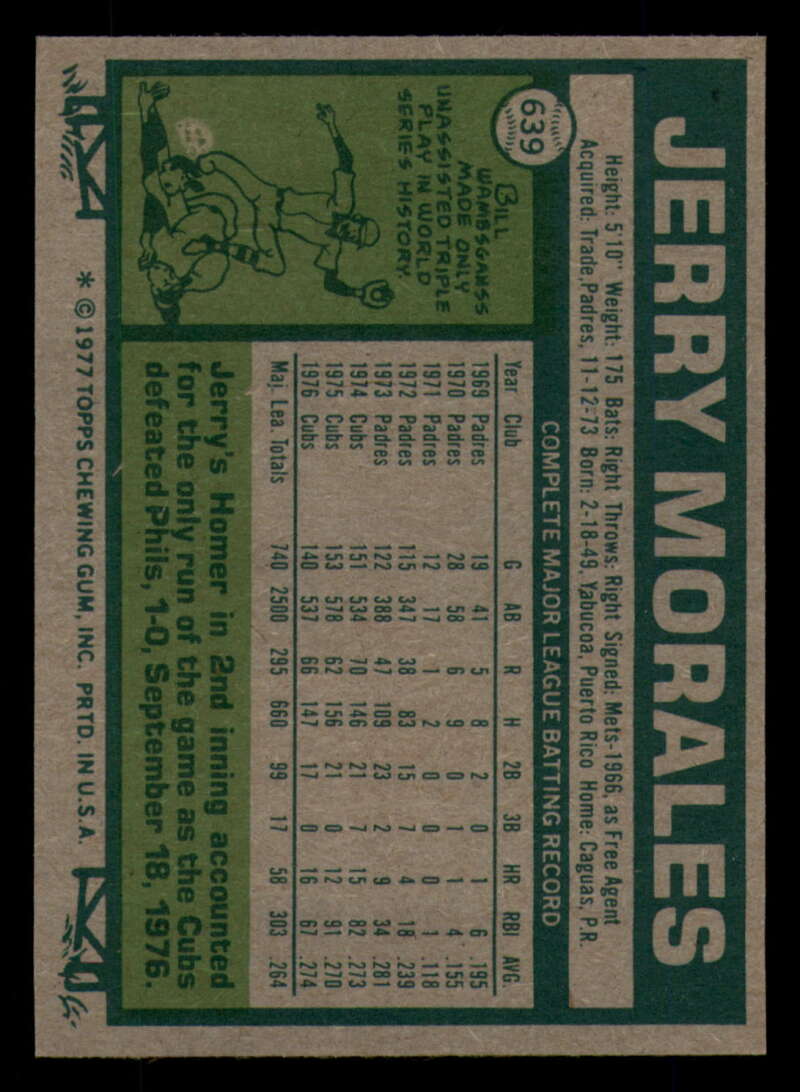 639
JERRY MORALES
Height: 5'10" Weight: 175 Bats: Right Throws: Right Signed: Mets-1966, as Free Agent
Acquired: Trade, Padres, 11-12-73 Born: 2-18-49, Yabucoa, Puerto Rico Home: Caguas, P.R.
COMPLETE MAJOR LEAGUE BATTING RECORD
Year Club G AB R H 2B 3B HR RBI AVG.
1969 Padres 19 41 5 8 2 0 1 6 .195
1970 Padres 28 58 6 9 0 1 1 4 .155
1971 Padres 12 17 1 2 0 0 0 1 .118
1972 Padres 115 347 38 83 15 7 4 18 .239
1973 Padres 122 388 47 109 23 2 9 34 .281
1974 Cubs 151 534 70 146 21 7 15 82 .273
1975 Cubs 153 578 62 156 21 0 12 91 .270
1976 Cubs 140 537 66 147 17 0 16 67 .274
Maj. Lea Totals 740 2500 295 660 99 17 58 303 .264
BILL
WAMBSGANSS
MADE ONLY
UNASSISTED TRIPLE
PLAY IN WORLD
SERIES HISTORY
Jerry's Homer in 2nd inning accounted
for the only run of the game as the Cubs
defeated Phils, 1-0, September 18, 1976.
* © 1977 TOPPS CHEWING GUM, INC. PRTD. IN U.S.A.